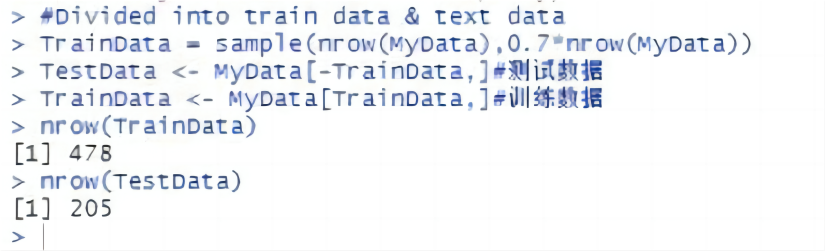 > #Divided into train data & text data
> TrainData = sample(nrow(MyData),0.7*nrow(MyData))
> TestData <- MyData[-TrainData,]#测试数据
> TrainData <- MyData[TrainData,]#训练数据
> nrow(TrainData)
[1] 478
> nrow(TestData)
[1] 205
>